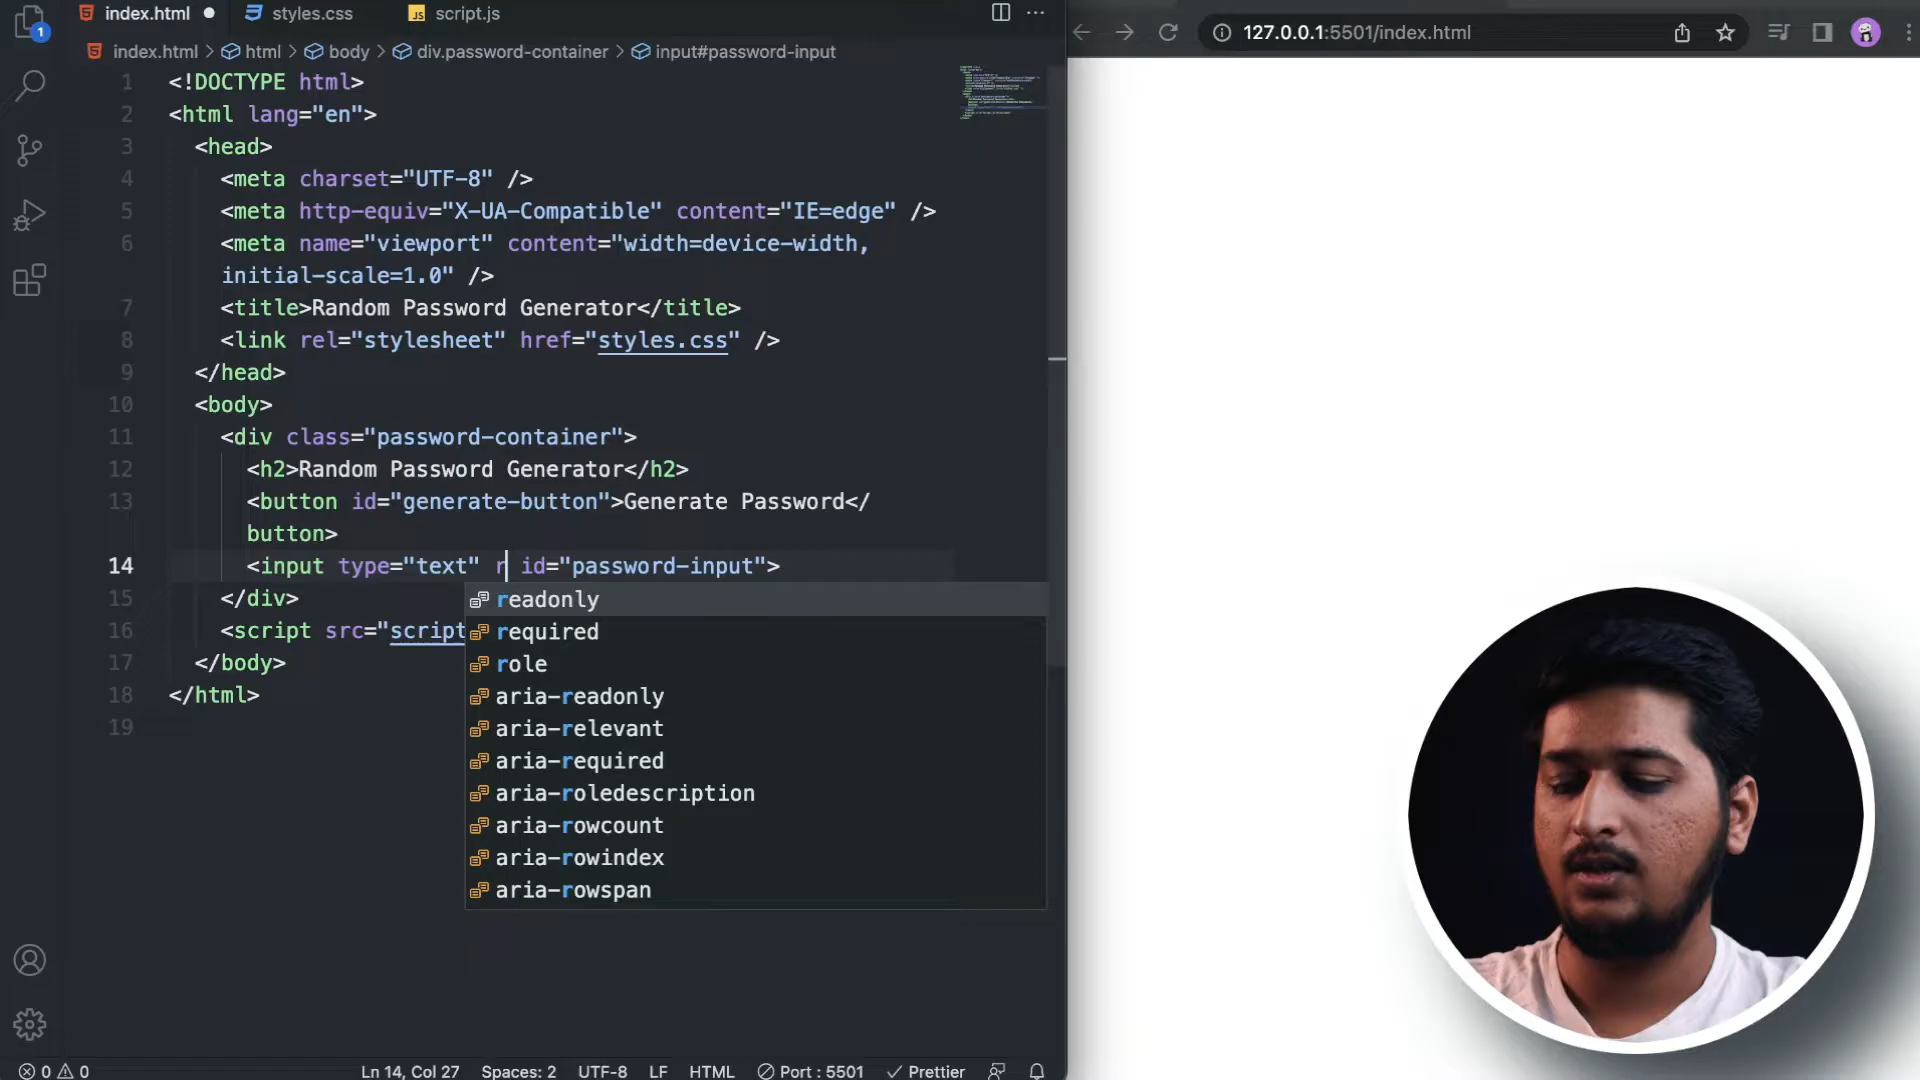 index.html
styles.css
script.js
127.0.0.1:5501/index.html
1
index.html > html > body > div.password-container > input#password-input
1 <!DOCTYPE html>
2 <html lang="en">
3 <head>
4 <meta charset="UTF-8" />
5 <meta http-equiv="X-UA-Compatible" content="IE=edge" />
6 <meta name="viewport" content="width=device-width,
initial-scale=1.0" />
7 <title>Random Password Generator</title>
8 <link rel="stylesheet" href="styles.css" />
9 </head>
10 <body>
11 <div class="password-container">
12 <h2>Random Password Generator</h2>
13 <button id="generate-button">Generate Password</
button>
14 <input type="text" r id="password-input">
15 </div>
16 <script src="script
17 </body>
18 </html>
19
readonly
required
role
aria-readonly
aria-relevant
aria-required
aria-roledescription
aria-rowcount
aria-rowindex
aria-rowspan
0 0 Ln 14, Col 27 Spaces: 2 UTF-8 LF HTML Port : 5501 Prettier